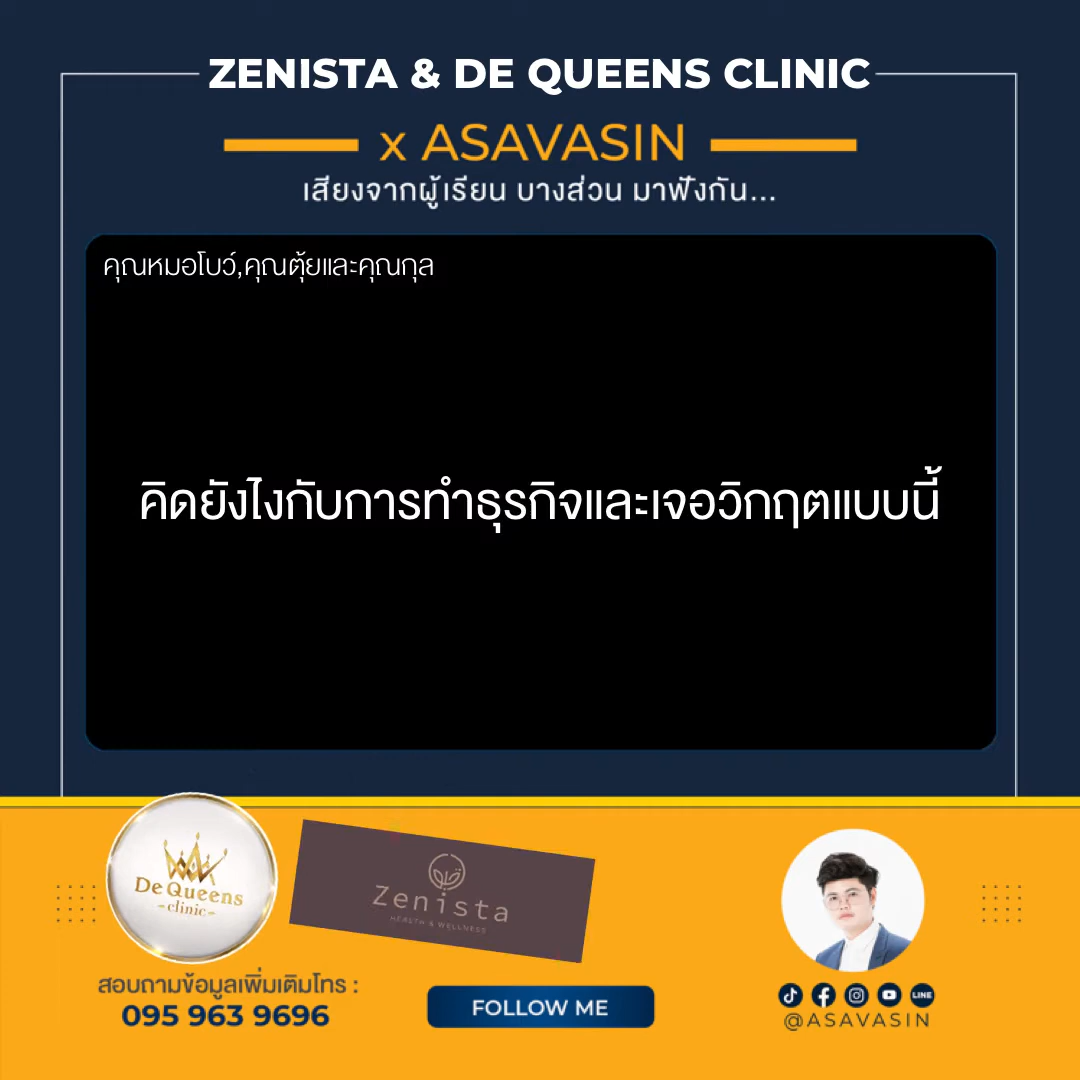 ZENISTA & DE QUEENS CLINIC
x ASAVASIN
เสียงจากผู้เรียน บางส่วน มาฟังกัน...
คุณหมอโบว์,คุณตุ้ยและคุณกุล
คิดยังไงกับการทำธุรกิจและเจอวิกฤตแบบนี้
De Queens
clinic
Zenista
HEALTH & WELLNESS
สอบถามข้อมูลเพิ่มเติมโทร :
095 963 9696
FOLLOW ME
LINE
@ASAVASIN